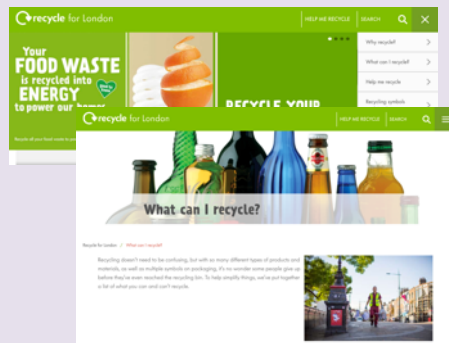 recycle for London
HELP ME RECYCLE
SEARCH
Your
FOOD WASTE
is recycled into
ENERGY
to power our homes
RECYCLE YOUR
Why recycle?
What can I recycle?
Help me recycle
Recycling symbols
recycle for London
HELP ME RECYCLE
SEARCH
What can I recycle?
Recycle for London // What can I recycle?
Recycling doesn't need to be confusing, but with so many different types of products and
materials, as well as multiple symbols on packaging, it's no wonder some people give up
before they've even reached the recycling bin. To help simplify things, we've put together
a list of what you can and can't recycle.